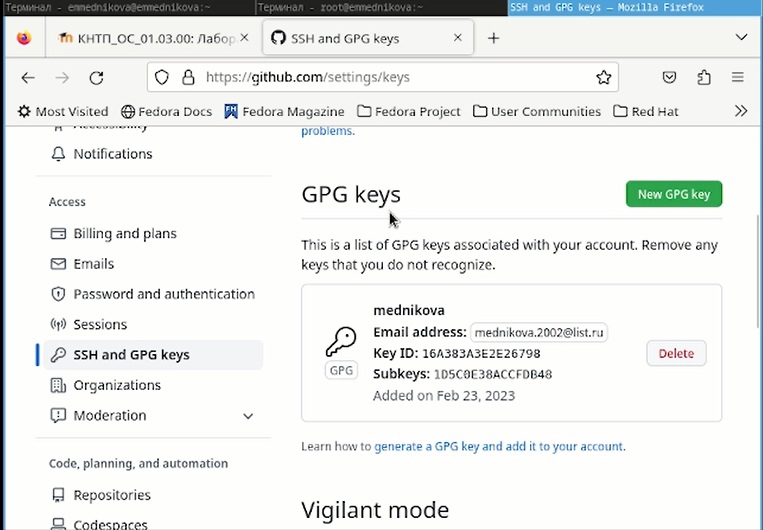 Терминал - emmednikova@emmednikova:~
Терминал - root@emmednikova:~
SSH and GPG keys — Mozilla Firefox
КНТП_ОС_01.03.00: Лабор
SSH and GPG keys
https://github.com/settings/keys
Most Visited
Fedora Docs
Fedora Magazine
Fedora Project
User Communities
Red Hat
Accessibility
Notifications
Access
Billing and plans
Emails
Password and authentication
Sessions
SSH and GPG keys
Organizations
Moderation
Code, planning, and automation
Repositories
Codespaces
problems.
GPG keys
New GPG key
This is a list of GPG keys associated with your account. Remove any
keys that you do not recognize.
GPG
mednikova
Email address: mednikova.2002@list.ru
Key ID: 16A383A3E2E26798
Subkeys: 1D5C0E38ACCFDB48
Added on Feb 23, 2023
Delete
Learn how to generate a GPG key and add it to your account.
Vigilant mode